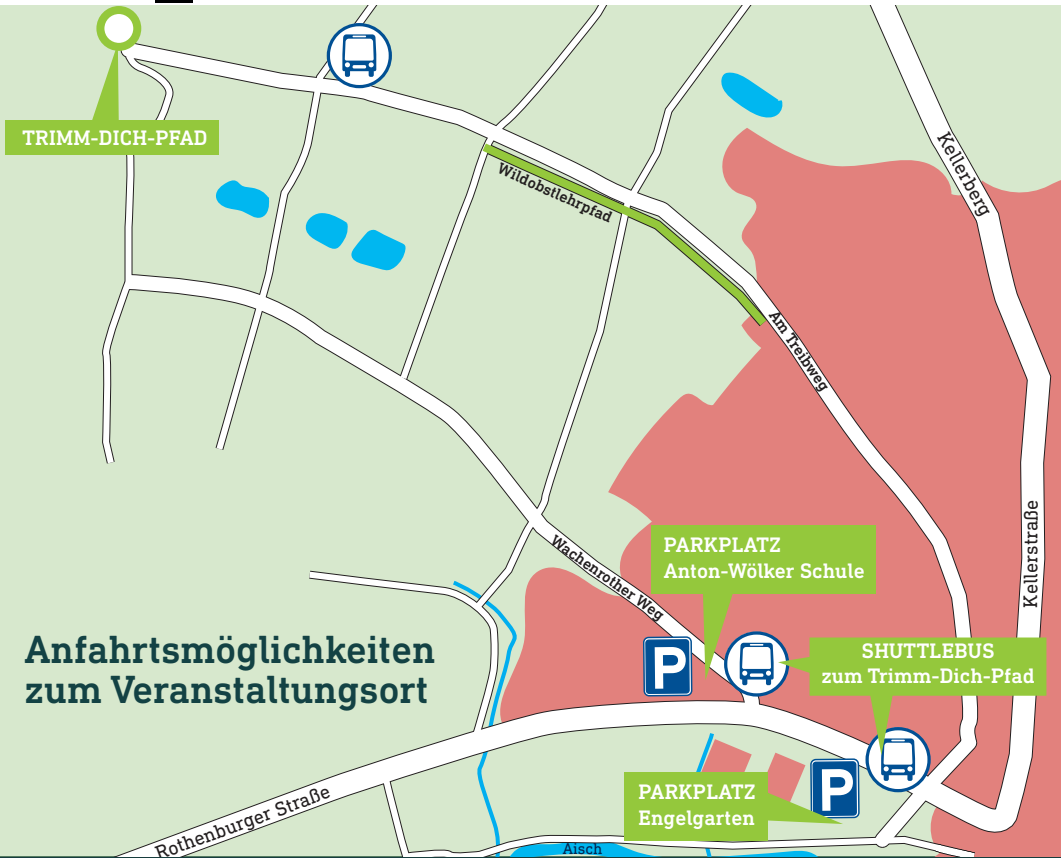 TRIMM-DICH-PFAD
Wildobstlehrpfad
Kellerberg
Am Treibweg
Kellerstraße
Wachenrother Weg
PARKPLATZ
Anton-Wölker Schule
Anfahrtsmöglichkeiten
zum Veranstaltungsort
P
SHUTTLEBUS
zum Trimm-Dich-Pfad
P
PARKPLATZ
Engelgarten
Rothenburger Straße
Aisch